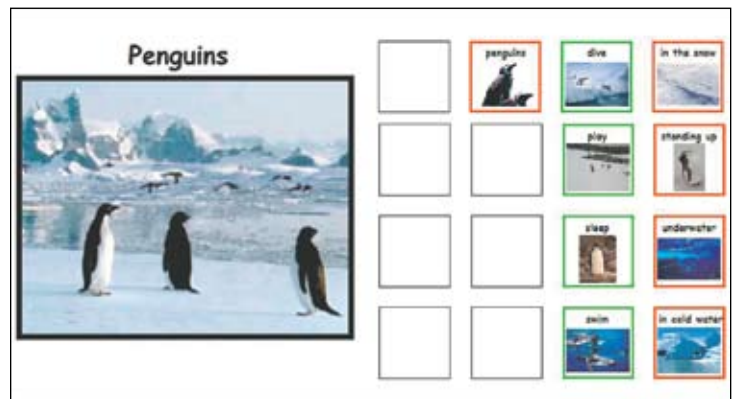 Penguins
penguins
dive
in the snow
play
standing up
sleep
underwater
swim
in cold water